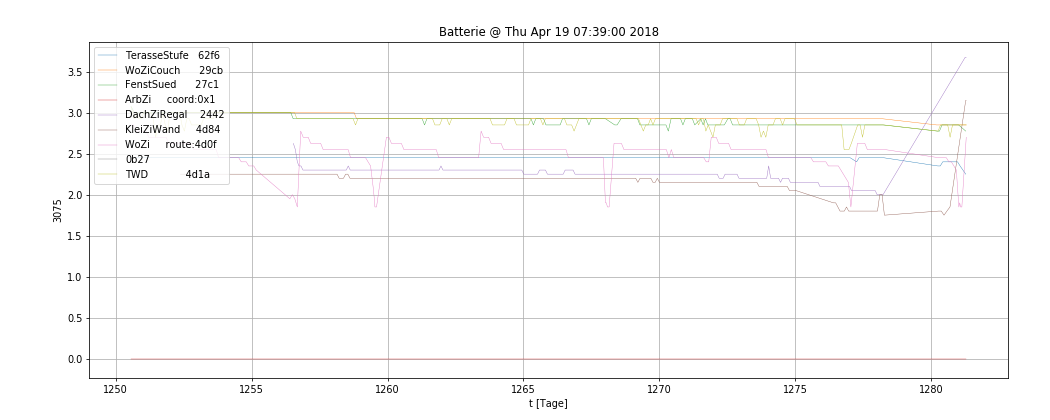 Batterie @ Thu Apr 19 07:39:00 2018
TerasseStufe 62f6
WoZiCouch 29cb
FenstSued 27c1
ArbZi coord:0x1
DachZiRegal 2442
KleiZiWand 4d84
WoZi route:4d0f
0b27
TWD 4d1a
3075
3.5
3.0
2.5
2.0
1.5
1.0
0.5
0.0
1250 1255 1260 1265 1270 1275 1280
t [Tage]